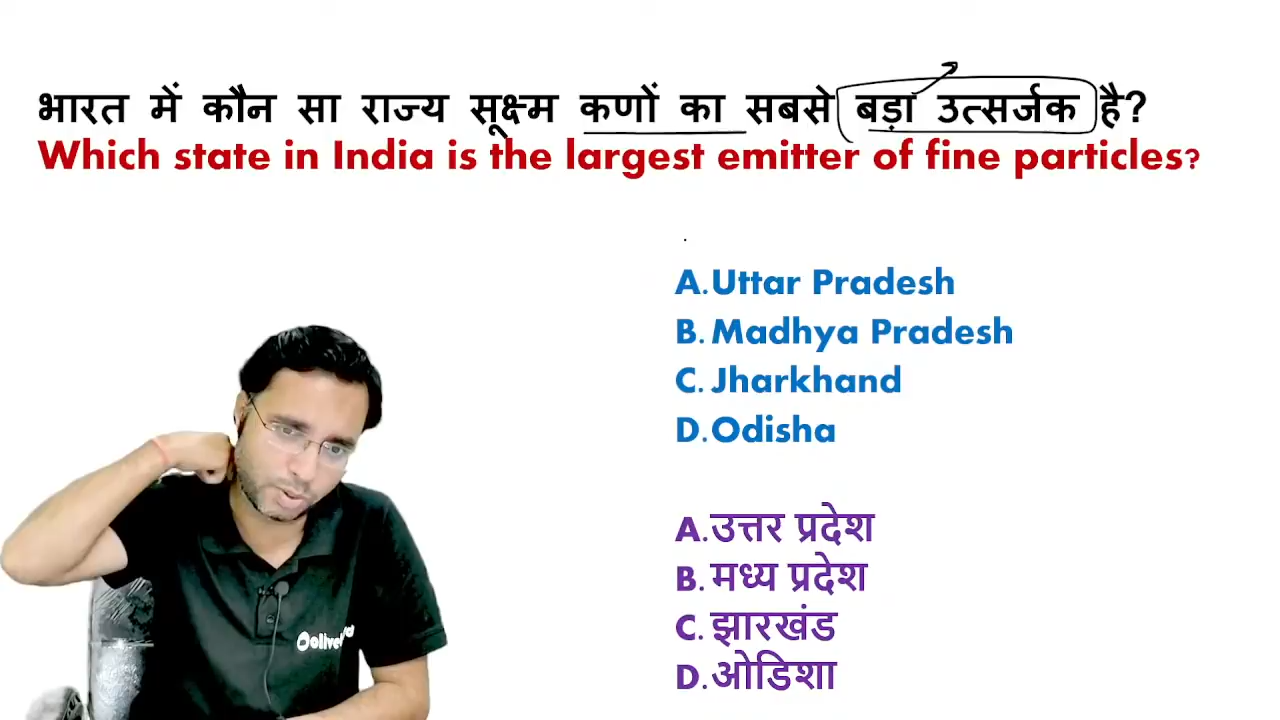 भारत में कौन सा राज्य सूक्ष्म कणों का सबसे बड़ा उत्सर्जक है?
Which state in India is the largest emitter of fine particles?
A.Uttar Pradesh
B.Madhya Pradesh
C.Jharkhand
D.Odisha
A.उत्तर प्रदेश
B.मध्य प्रदेश
C.झारखंड
D.ओडिशा